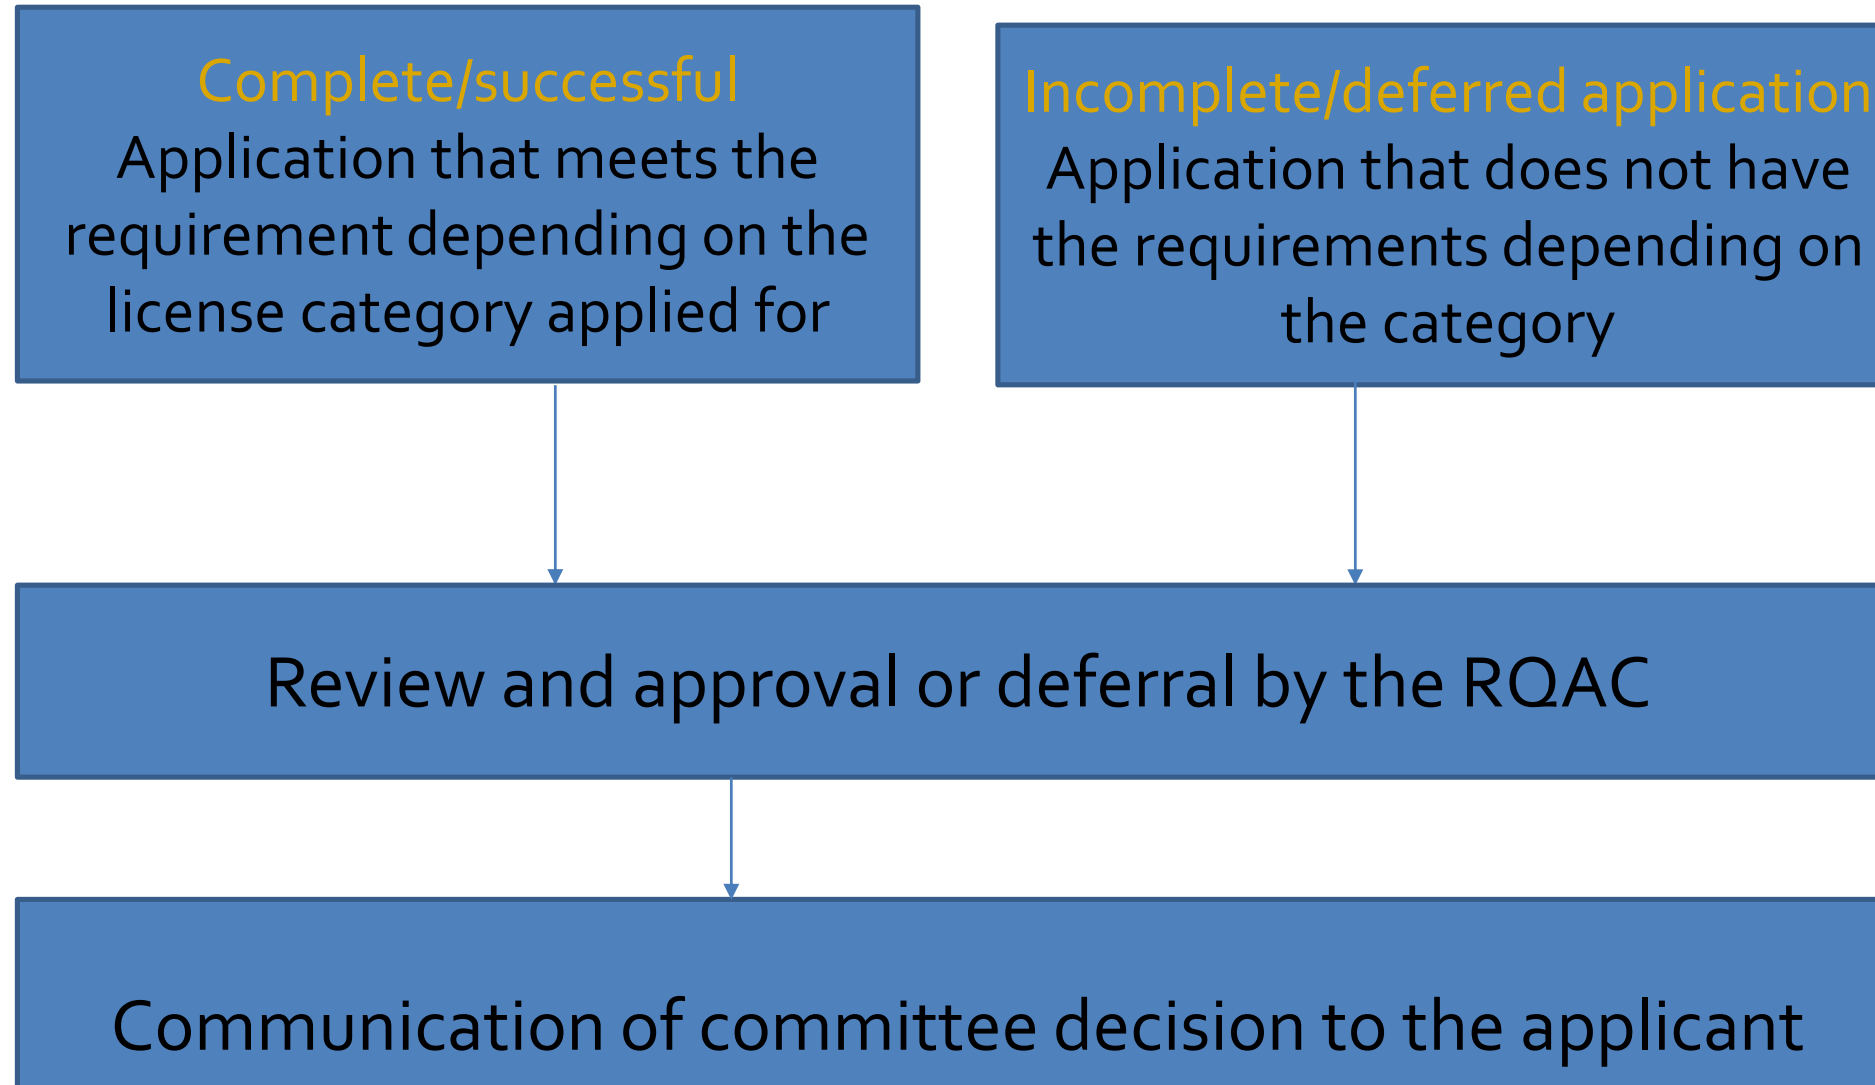 Complete/successful
Application that meets the
requirement depending on the
license category applied for
Incomplete/deferred application
Application that does not have
the requirements depending on
the category
Review and approval or deferral by the RQAC
Communication of committee decision to the applicant